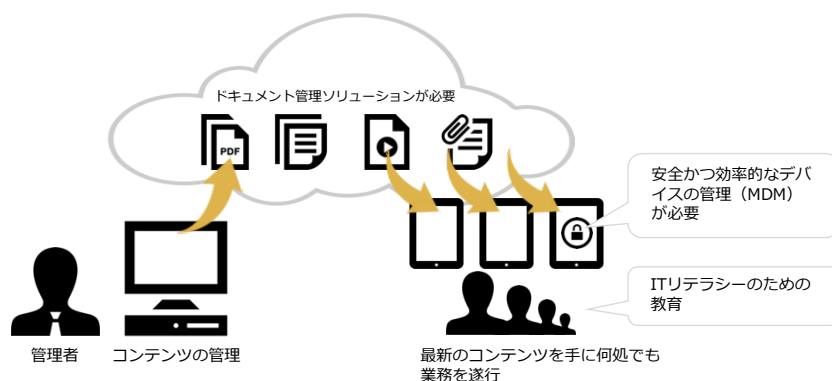 ドキュメント管理ソリューションが必要
PDF
安全かつ効率的なデバ
イスの管理（MDM）
が必要
ITリテラシーのための
教育
管理者
コンテンツの管理
最新のコンテンツを手に何処でも
業務を遂行